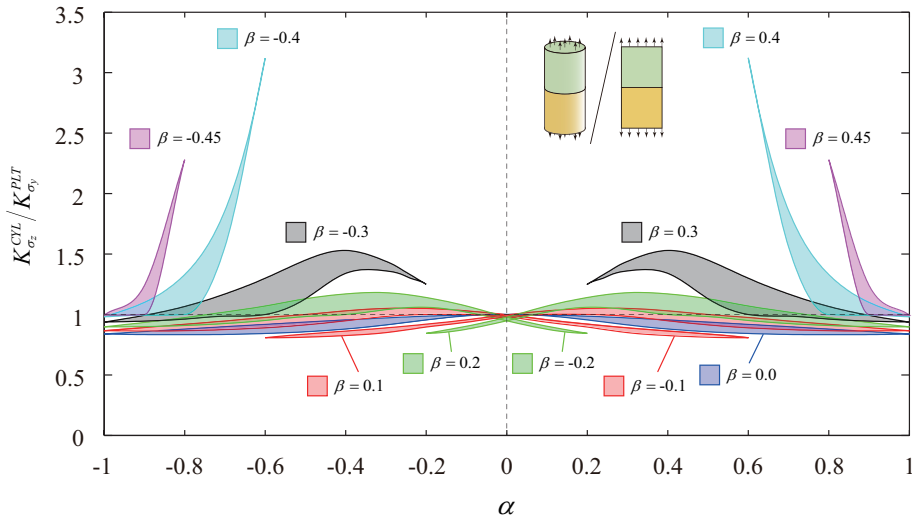 3.5
3
2.5
2
1.5
1
0.5
0
K_{σ_z}^{CYL} / K_{σ_y}^{PLT}
β = -0.4
β = 0.4
β = -0.45
β = 0.45
β = -0.3
β = 0.3
β = 0.1
β = 0.2
β = -0.2
β = -0.1
β = 0.0
-1 -0.8 -0.6 -0.4 -0.2 0 0.2 0.4 0.6 0.8 1
α